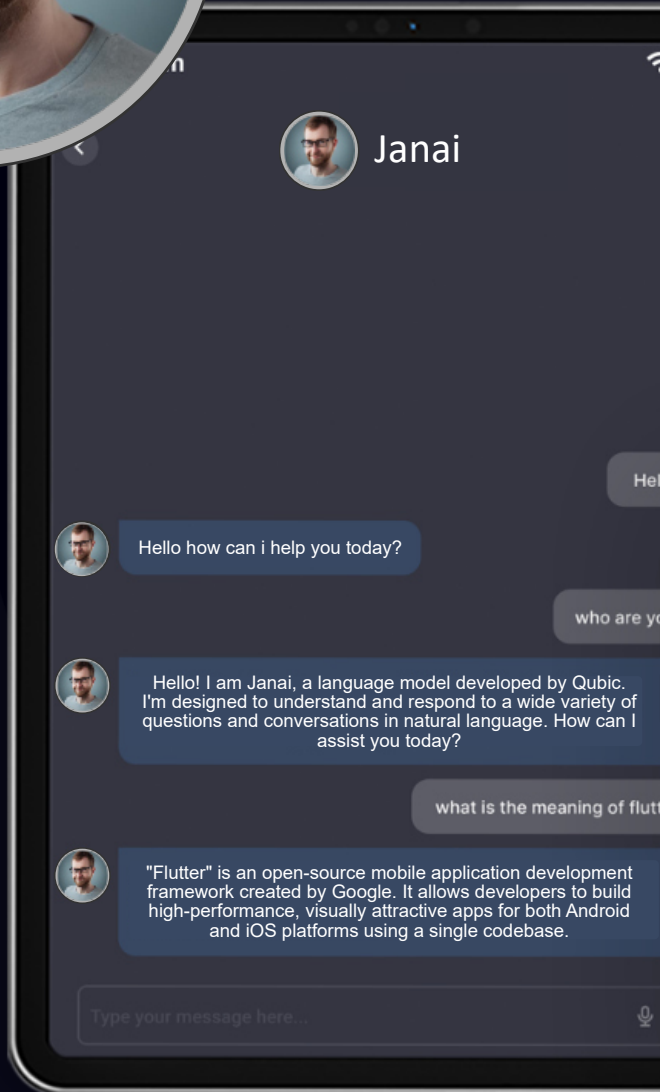 Janai
Hel
Hello how can i help you today?
who are yo
Hello! I am Janai, a language model developed by Qubic.
I'm designed to understand and respond to a wide variety of
questions and conversations in natural language. How can I
assist you today?
what is the meaning of flutt
"Flutter" is an open-source mobile application development
framework created by Google. It allows developers to build
high-performance, visually attractive apps for both Android
and iOS platforms using a single codebase.
Type your message here...